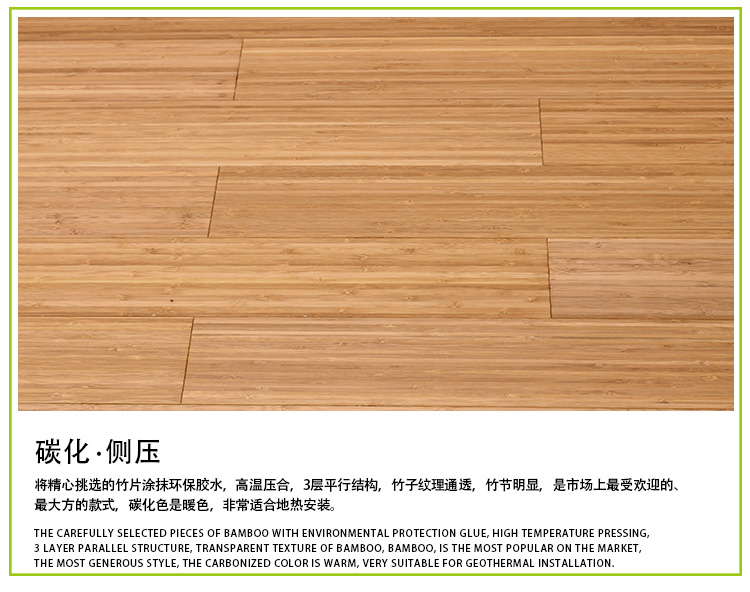 碳化·侧压
将精心挑选的竹片涂抹环保胶水，高温压合，3层平行结构，竹子纹理通透，竹节明显，是市场上最受欢迎的、
最大方的款式，碳化色是暖色，非常适合地热安装。
THE CAREFULLY SELECTED PIECES OF BAMBOO WITH ENVIRONMENTAL PROTECTION GLUE, HIGH TEMPERATURE PRESSING,
3 LAYER PARALLEL STRUCTURE, TRANSPARENT TEXTURE OF BAMBOO, BAMBOO, IS THE MOST POPULAR ON THE MARKET,
THE MOST GENEROUS STYLE, THE CARBONIZED COLOR IS WARM, VERY SUITABLE FOR GEOTHERMAL INSTALLATION.